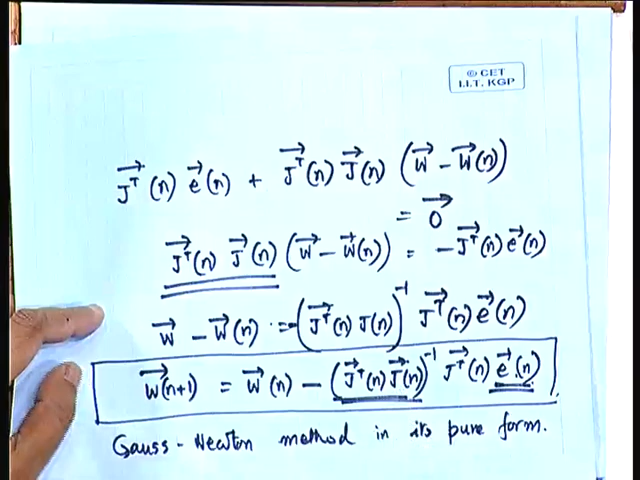 © CET
I.I.T. KGP
J⃗ᵀ(n) e⃗(n) + J⃗ᵀ(n) J⃗(n) (w⃗ - w⃗(n))
= 0⃗
J⃗ᵀ(n) J⃗(n) (w⃗ - w⃗(n)) = - J⃗ᵀ(n) e⃗(n)
w⃗ - w⃗(n) = - (J⃗ᵀ(n) J(n))⁻¹ J⃗ᵀ(n) e⃗(n)
w⃗(n+1) = w⃗(n) - (J⃗ᵀ(n) J⃗(n))⁻¹ J⃗ᵀ(n) e⃗(n)
Gauss-Newton method in its pure form.